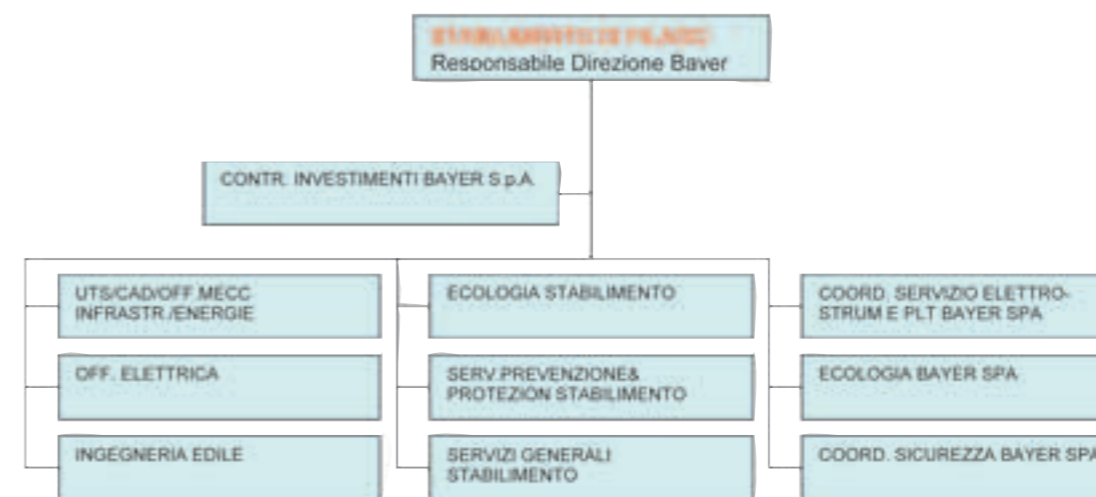 Responsabile Direzione Bayer
CONTR. INVESTIMENTI BAYER S.p.A.
UTS/CAD/OFF.MECC
INFRASTR./ENERGIE
ECOLOGIA STABILIMENTO
COORD. SERVIZIO ELETTRO-
STRUM E PLT BAYER SPA
OFF. ELETTRICA
SERV.PREVENZIONE&
PROTEZION STABILIMENTO
ECOLOGIA BAYER SPA
INGEGNERIA EDILE
SERVIZI GENERALI
STABILIMENTO
COORD. SICUREZZA BAYER SPA